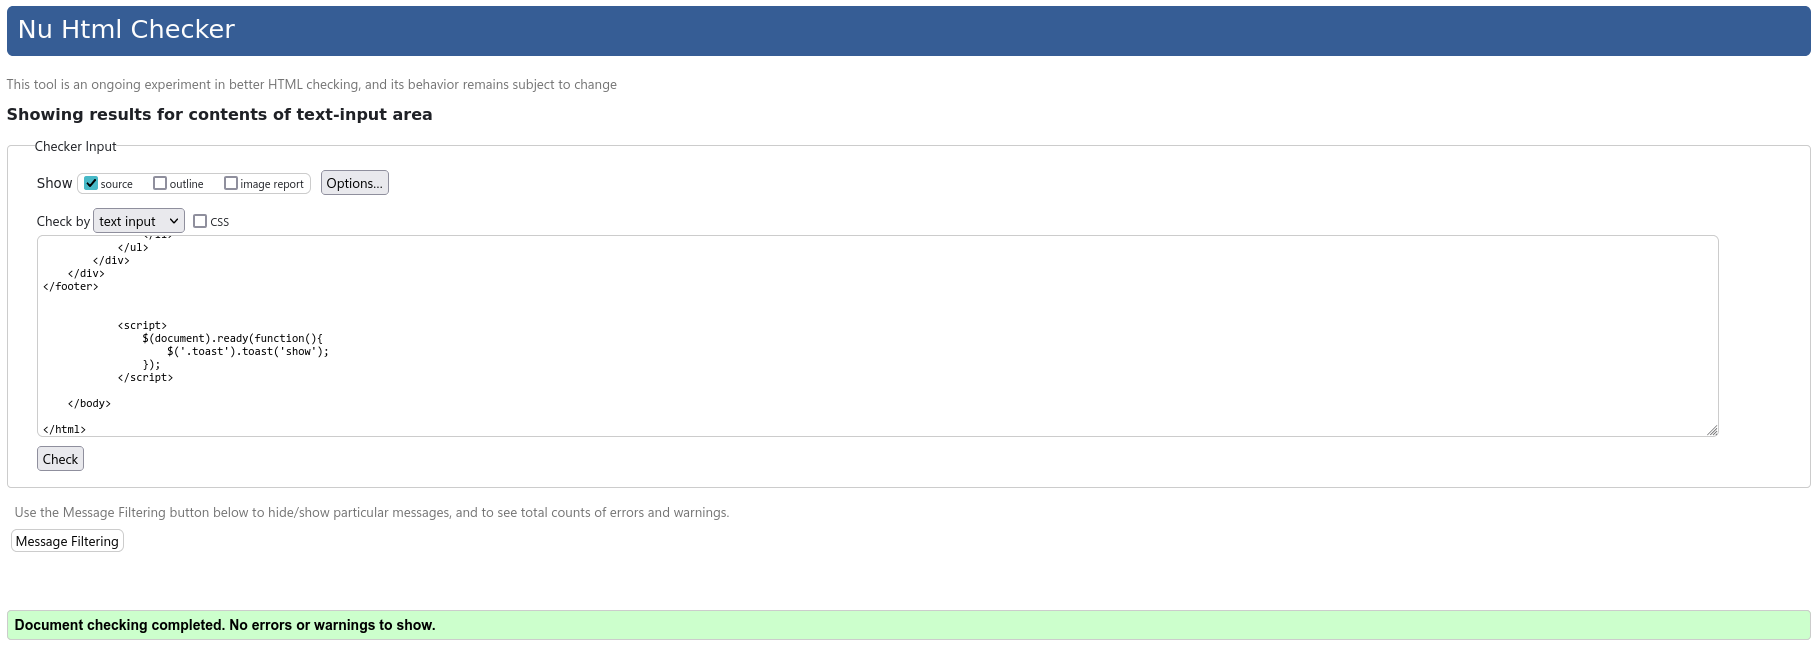 Nu Html Checker
This tool is an ongoing experiment in better HTML checking, and its behavior remains subject to change
Showing results for contents of text-input area
Checker Input
Show source outline image report Options...
Check by text input CSS
</li>
</ul>
</div>
</div>
</footer>
<script>
$(document).ready(function(){
$('.toast').toast('show');
});
</script>
</body>
</html>
Check
Use the Message Filtering button below to hide/show particular messages, and to see total counts of errors and warnings.
Message Filtering
Document checking completed. No errors or warnings to show.